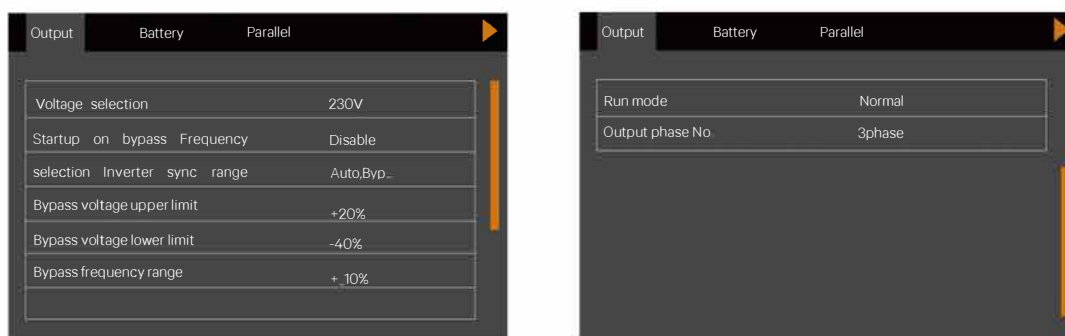 Output Battery Parallel
Voltage selection 230V
Startup on bypass Frequency Disable
selection Inverter sync range Auto,Byp...
Bypass voltage upper limit +20%
Bypass voltage lower limit -40%
Bypass frequency range +_10%
Output Battery Parallel
Run mode Normal
Output phase No. 3phase